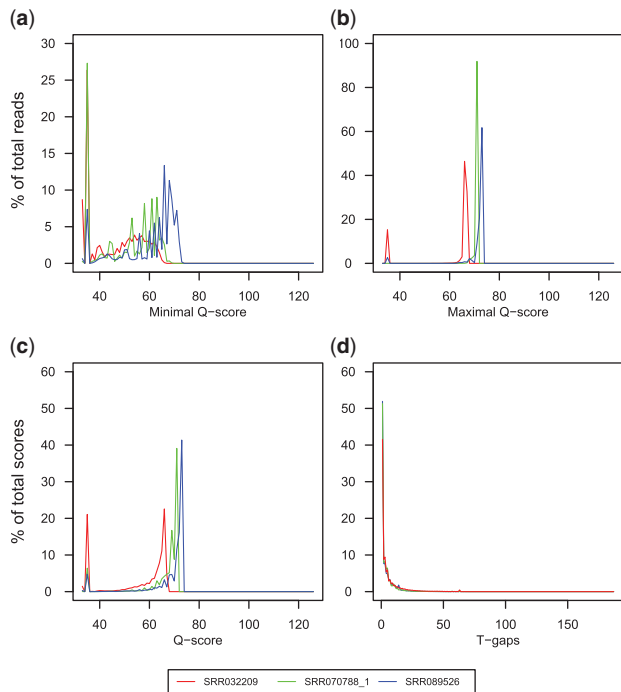 (a)
(b)
30
25
20
15
10
5
0
% of total reads
40 60 80 100 120
Minimal Q−score
100
80
60
40
20
0
40 60 80 100 120
Maximal Q−score
(c)
(d)
60
50
40
30
20
10
0
% of total scores
40 60 80 100 120
Q−score
60
50
40
30
20
10
0
0 50 100 150
T−gaps
SRR032209 SRR070788_1 SRR089526